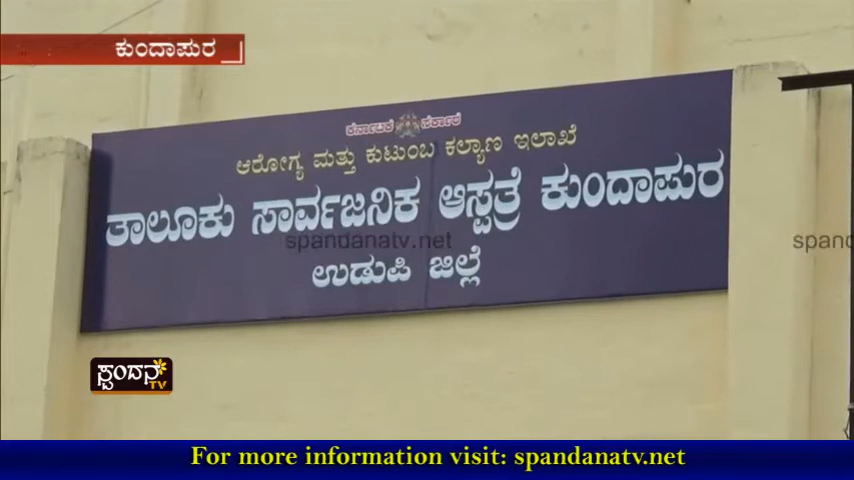 ಕುಂದಾಪುರ
ಕರ್ನಾಟಕ ಸರ್ಕಾರ
ಆರೋಗ್ಯ ಮತ್ತು ಕುಟುಂಬ ಕಲ್ಯಾಣ ಇಲಾಖೆ
ತಾಲೂಕು ಸಾರ್ವಜನಿಕ ಆಸ್ಪತ್ರೆ ಕುಂದಾಪುರ
spandanatv.net
spand
ಉಡುಪಿ ಜಿಲ್ಲೆ
ಸ್ಪಂದನ
TV
For more information visit: spandanatv.net